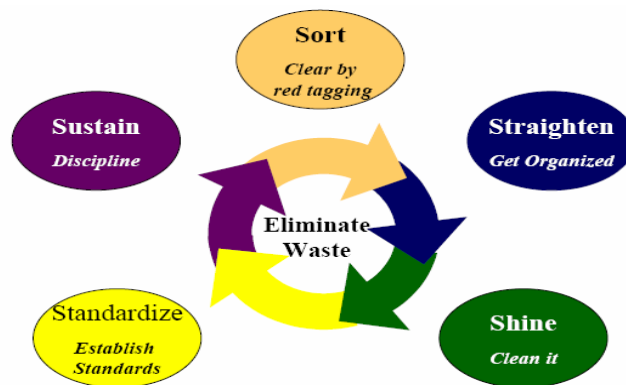 Sort
Clear by
red tagging
Sustain
Discipline
Straighten
Get Organized
Eliminate
Waste
Standardize
Establish
Standards
Shine
Clean it